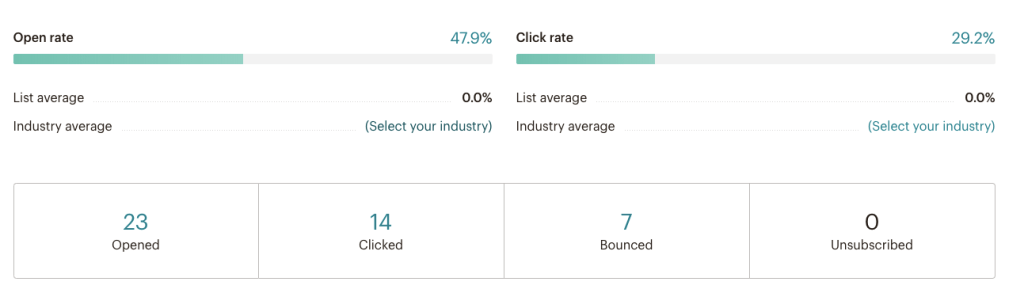 Open rate 47.9% Click rate 29.2%
List average 0.0% List average 0.0%
Industry average (Select your industry) Industry average (Select your industry)
23 14 7 0
Opened Clicked Bounced Unsubscribed